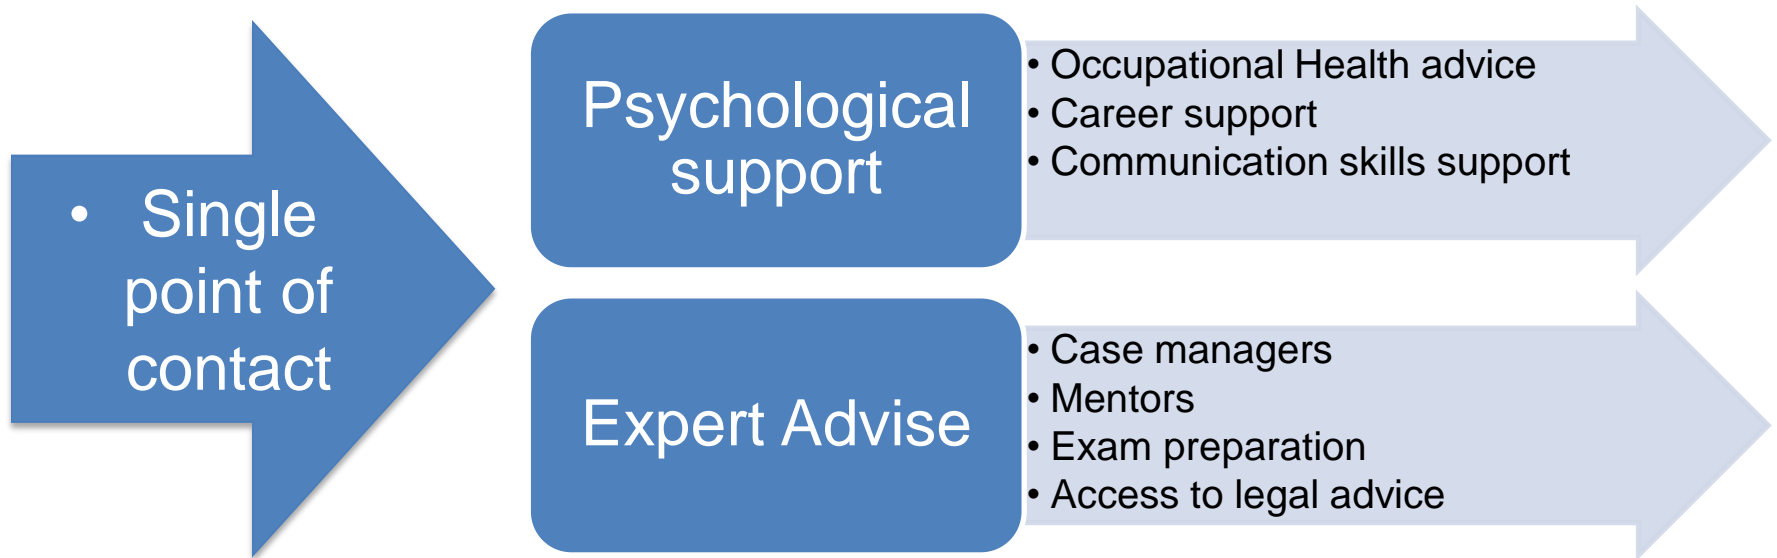 • Single
point of
contact
Psychological
support
• Occupational Health advice
• Career support
• Communication skills support
Expert Advise
• Case managers
• Mentors
• Exam preparation
• Access to legal advice